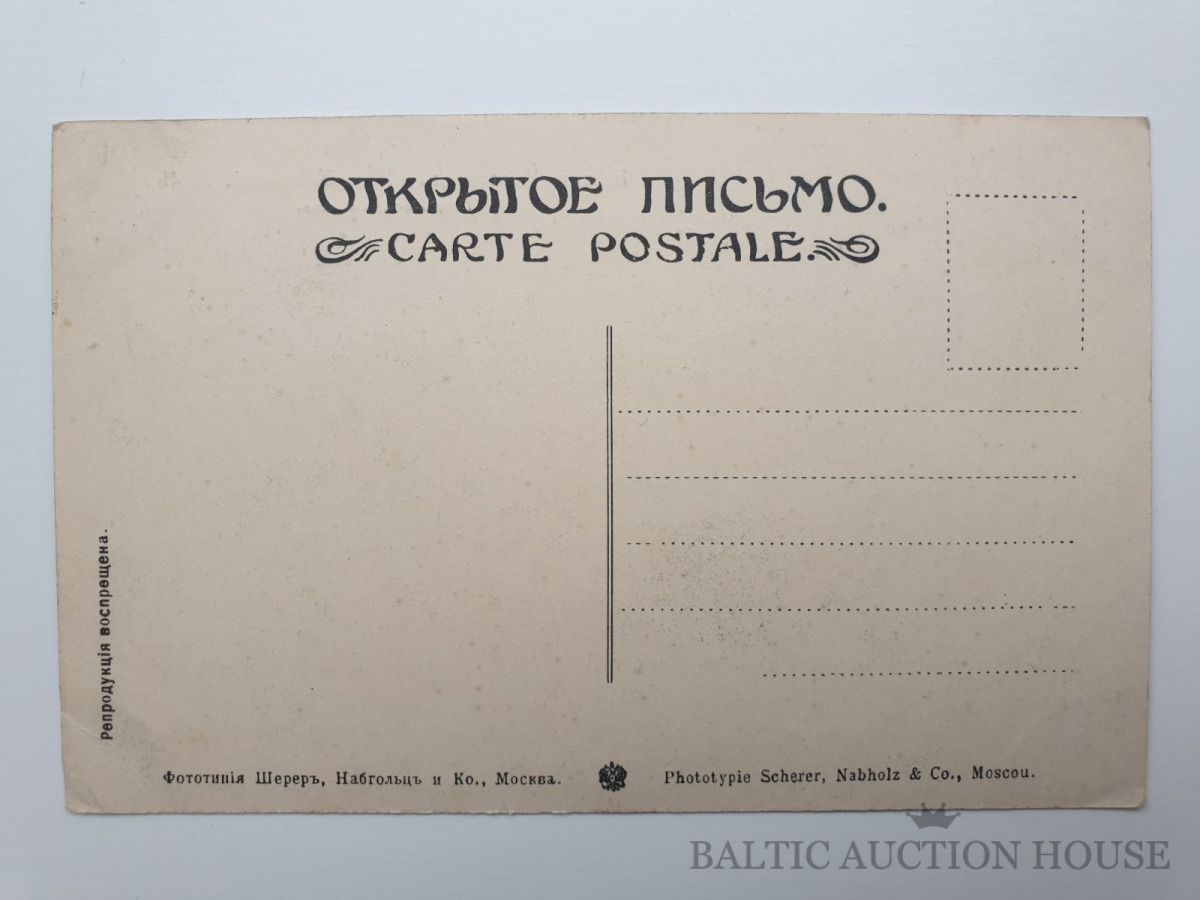 ОТКРЫТОЕ ПИСЬМО.
CARTE POSTALE.
Репродукція воспрещена.
Фототипія Шереръ, Набгольцъ и Ко., Москва.
Phototypie Scherer, Nabholz & Co., Moscou.
BALTIC AUCTION HOUSE